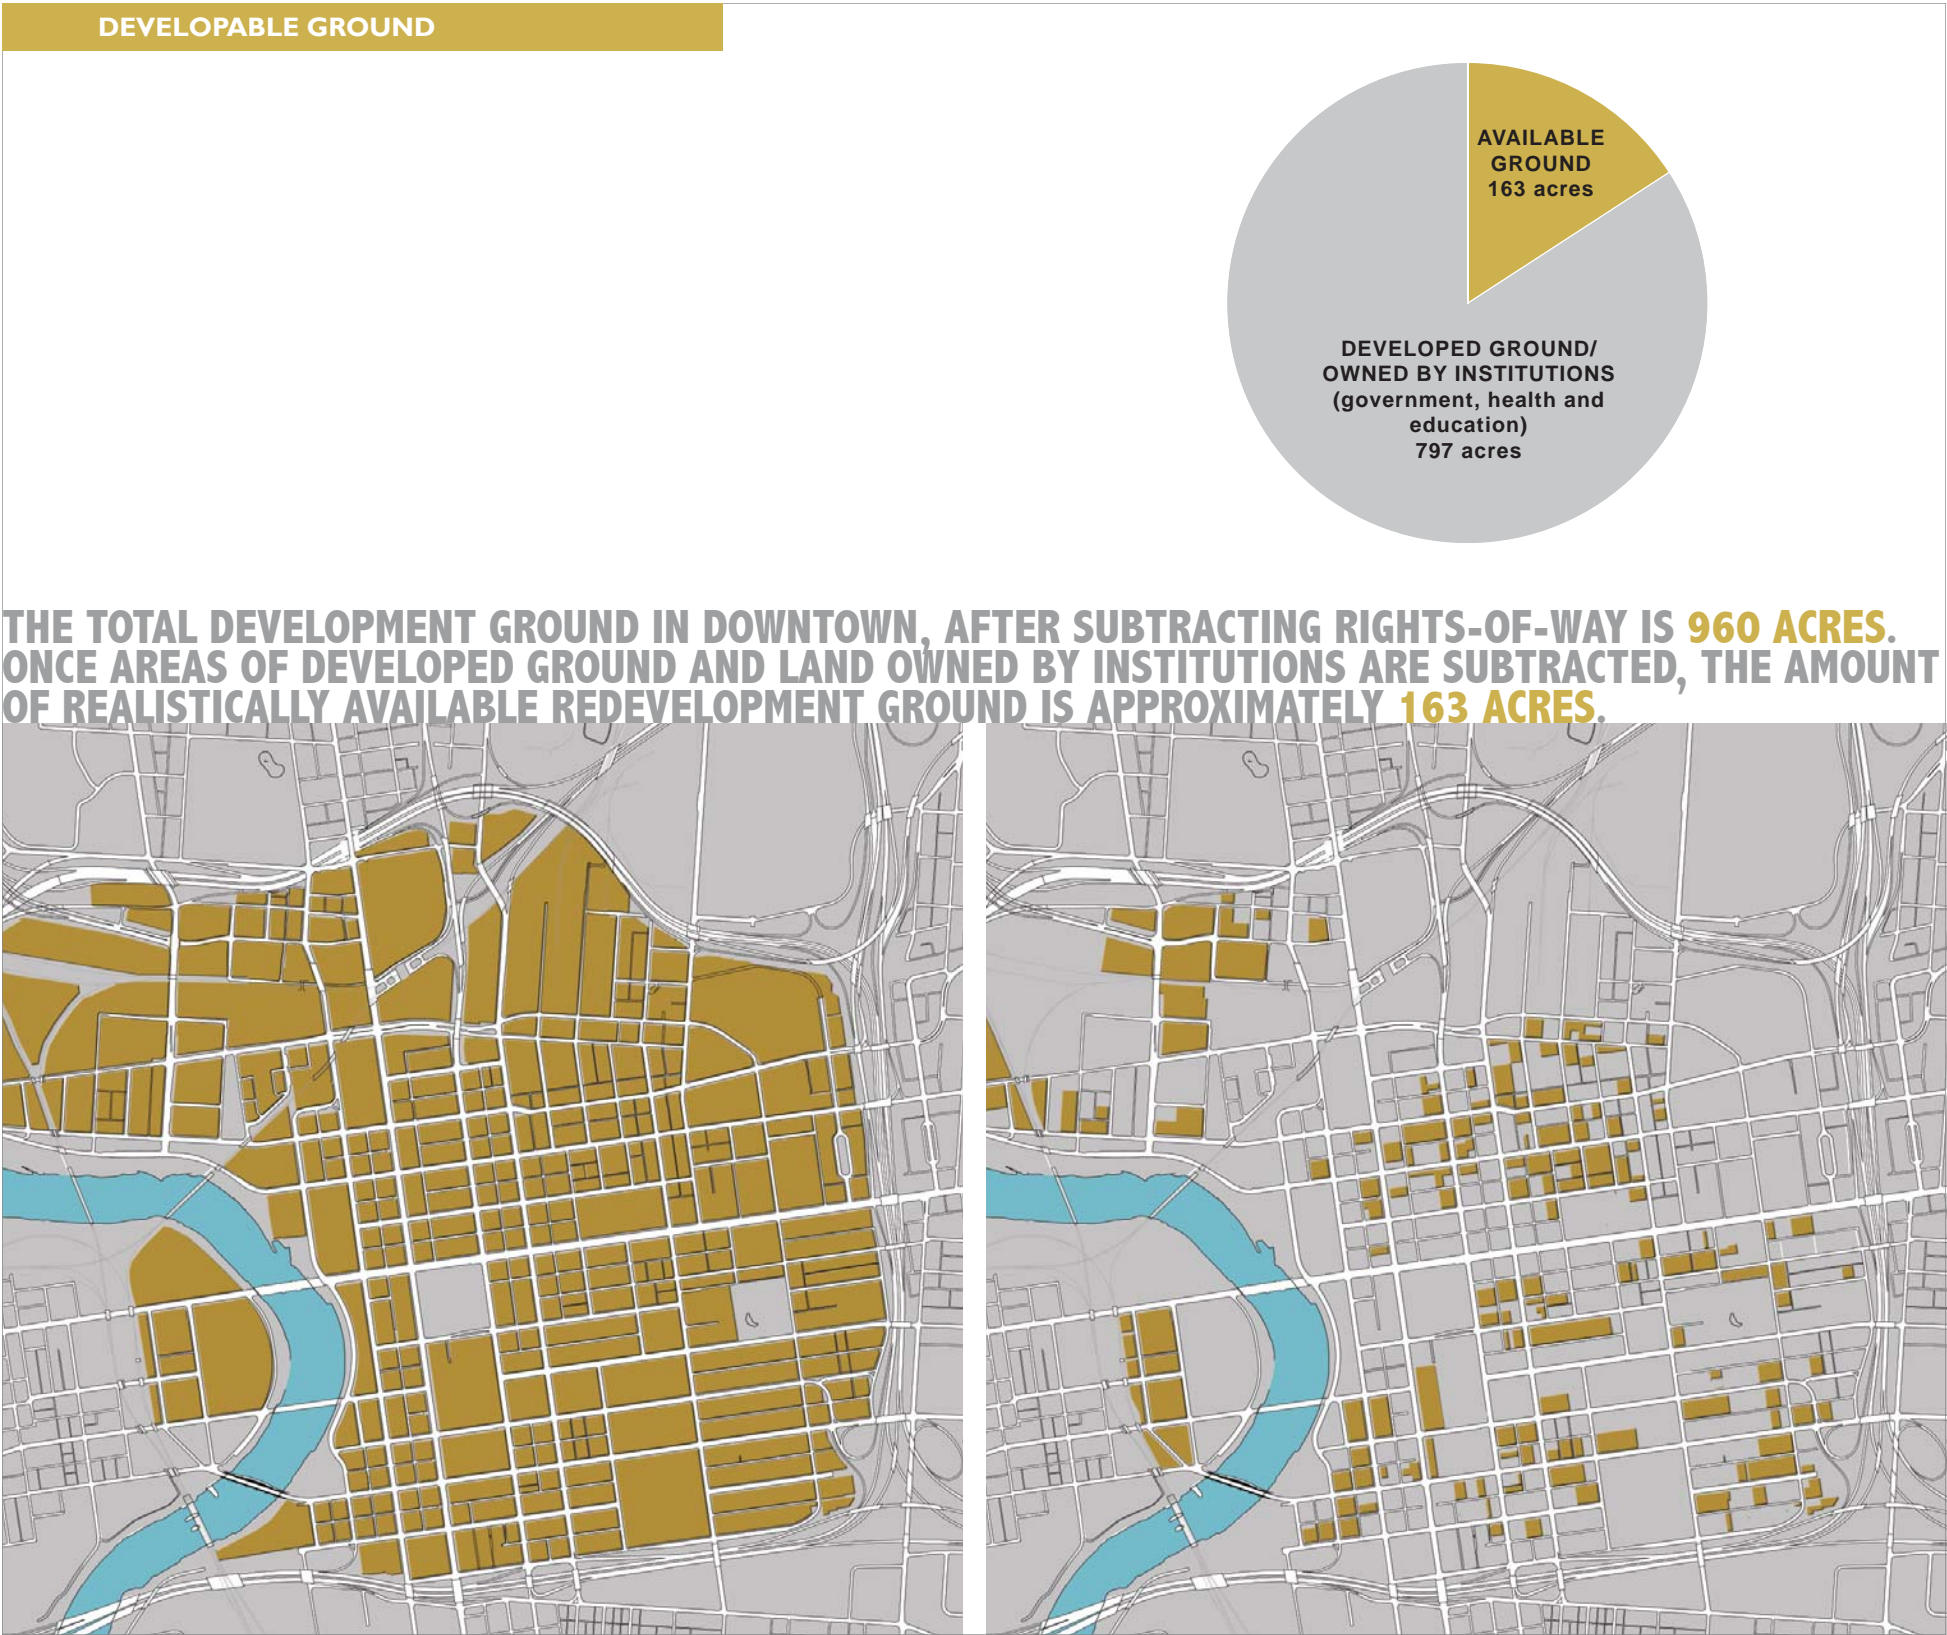 DEVELOPABLE GROUND
AVAILABLE
GROUND
163 acres
DEVELOPED GROUND/
OWNED BY INSTITUTIONS
(government, health and
education)
797 acres
THE TOTAL DEVELOPMENT GROUND IN DOWNTOWN, AFTER SUBTRACTING RIGHTS-OF-WAY IS 960 ACRES.
ONCE AREAS OF DEVELOPED GROUND AND LAND OWNED BY INSTITUTIONS ARE SUBTRACTED, THE AMOUNT
OF REALISTICALLY AVAILABLE REDEVELOPMENT GROUND IS APPROXIMATELY 163 ACRES.